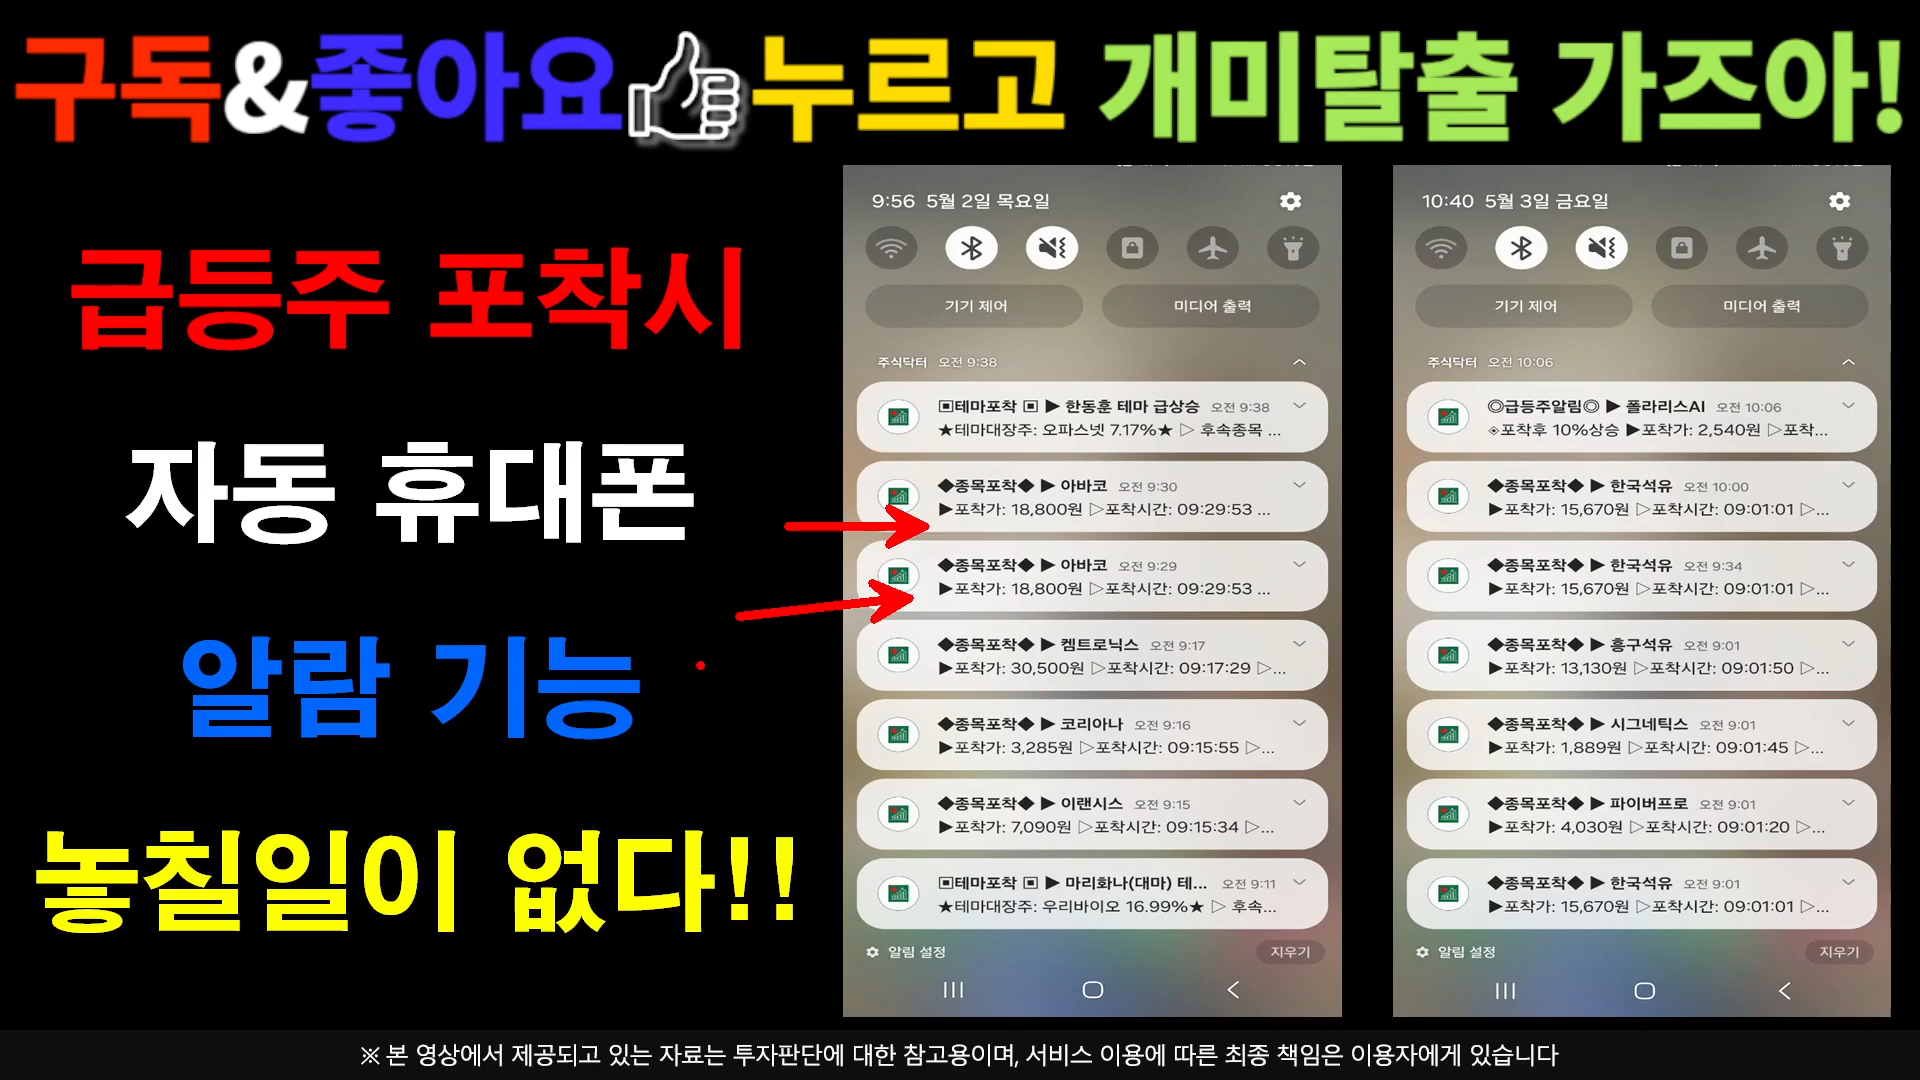 구독&좋아요 누르고 개미탈출 가즈아!
급등주 포착시
자동 휴대폰
알람 기능
놓칠일이 없다!!
9:56 5월 2일 목요일
기기 제어 미디어 출력
주식닥터 오전 9:38
▣테마포착 ▣ ▶ 한동훈 테마 급상승 오전 9:38
★테마대장주: 오파스넷 7.17%★ ▷ 후속종목 ...
◆종목포착◆ ▶ 아바코 오전 9:30
▶포착가: 18,800원 ▷포착시간: 09:29:53 ...
◆종목포착◆ ▶ 아바코 오전 9:29
▶포착가: 18,800원 ▷포착시간: 09:29:53 ...
◆종목포착◆ ▶ 켐트로닉스 오전 9:17
▶포착가: 30,500원 ▷포착시간: 09:17:29 ▷...
◆종목포착◆ ▶ 코리아나 오전 9:16
▶포착가: 3,285원 ▷포착시간: 09:15:55 ▷...
◆종목포착◆ ▶ 이랜시스 오전 9:15
▶포착가: 7,090원 ▷포착시간: 09:15:34 ▷...
▣테마포착 ▣ ▶ 마리화나(대마) 테... 오전 9:11
★테마대장주: 우리바이오 16.99%★ ▷ 후속...
알림 설정 지우기
10:40 5월 3일 금요일
기기 제어 미디어 출력
주식닥터 오전 10:06
◎급등주알림◎ ▶ 폴라리스AI 오전 10:06
◈포착후 10%상승 ▶포착가: 2,540원 ▷포착...
◆종목포착◆ ▶ 한국석유 오전 10:00
▶포착가: 15,670원 ▷포착시간: 09:01:01 ▷...
◆종목포착◆ ▶ 한국석유 오전 9:34
▶포착가: 15,670원 ▷포착시간: 09:01:01 ▷...
◆종목포착◆ ▶ 흥구석유 오전 9:01
▶포착가: 13,130원 ▷포착시간: 09:01:50 ▷...
◆종목포착◆ ▶ 시그네틱스 오전 9:01
▶포착가: 1,889원 ▷포착시간: 09:01:45 ▷...
◆종목포착◆ ▶ 파이버프로 오전 9:01
▶포착가: 4,030원 ▷포착시간: 09:01:20 ▷...
◆종목포착◆ ▶ 한국석유 오전 9:01
▶포착가: 15,670원 ▷포착시간: 09:01:01 ▷...
알림 설정 지우기
※ 본 영상에서 제공되고 있는 자료는 투자판단에 대한 참고용이며, 서비스 이용에 따른 최종 책임은 이용자에게 있습니다